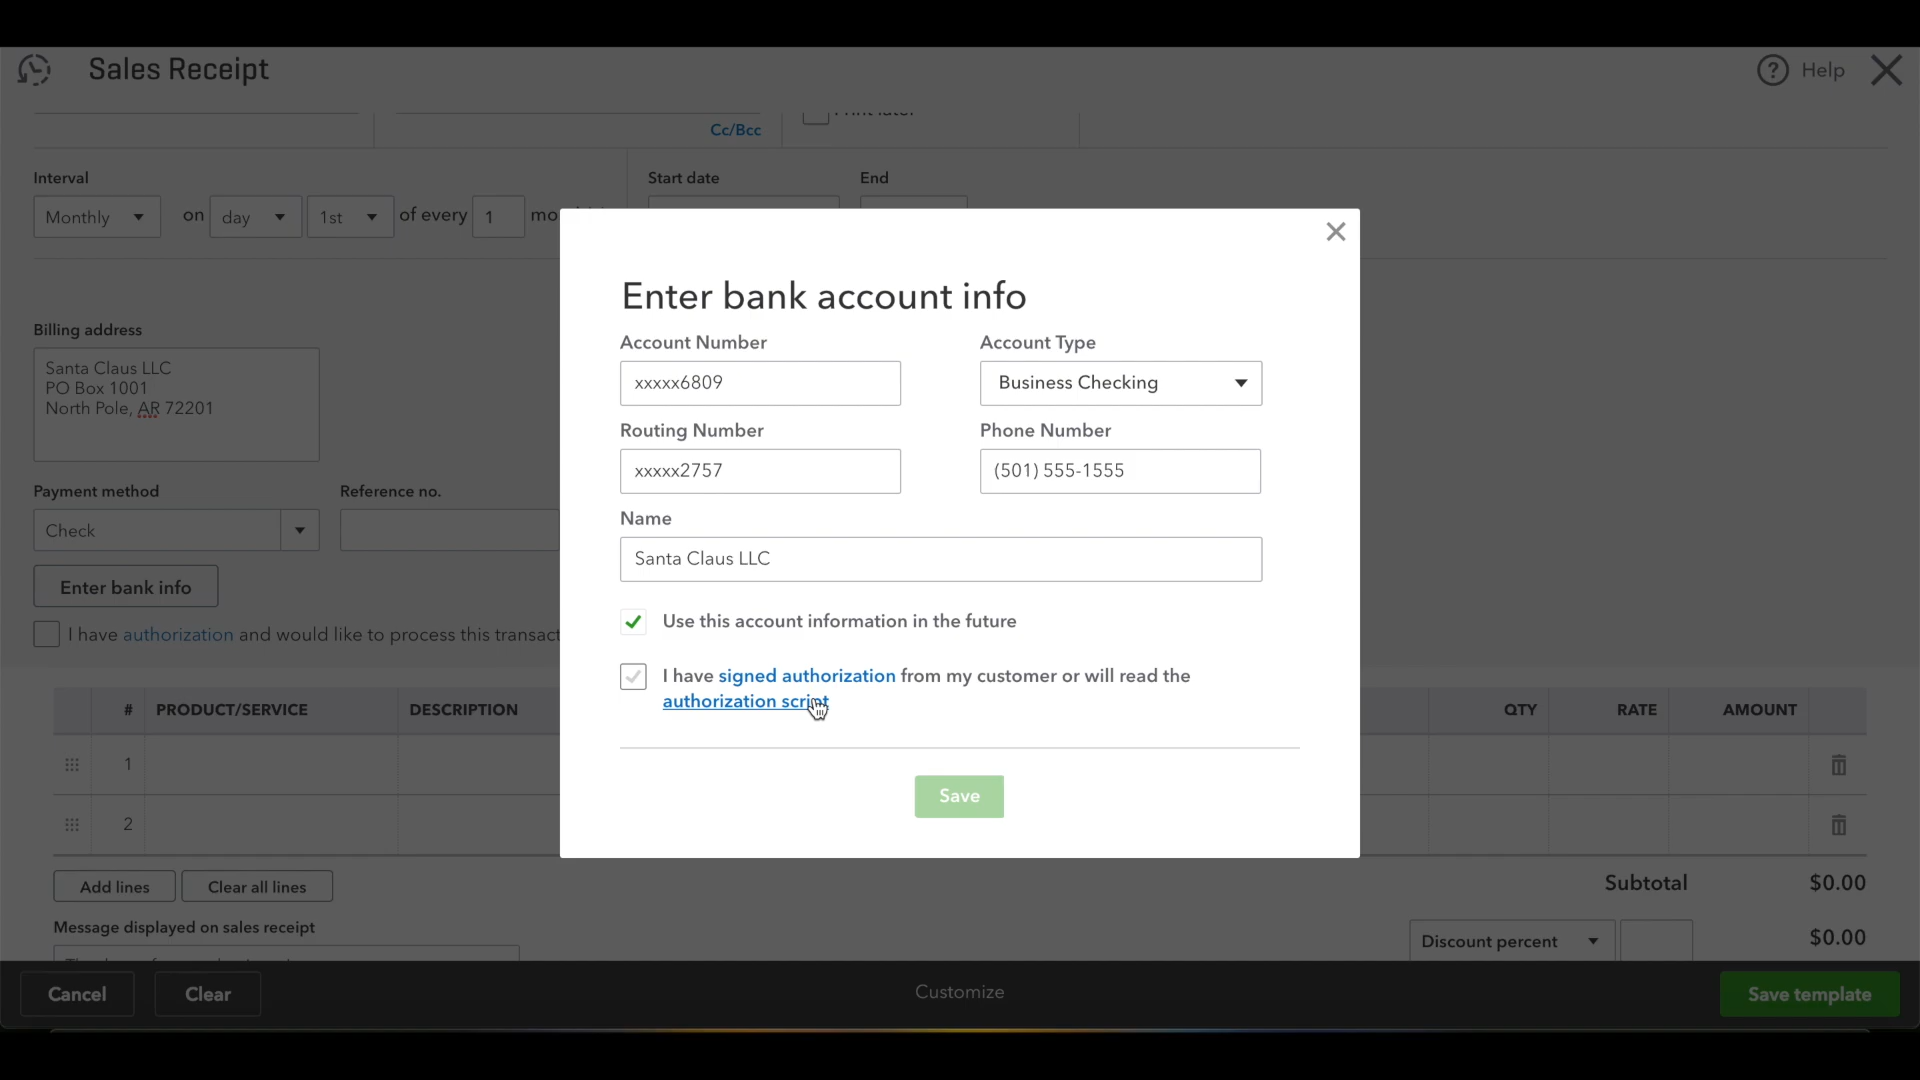 Sales Receipt
Help
Cc/Bcc
Interval
Start date
End
Monthly
on
day
1st
of every
1
Enter bank account info
Account Number
Account Type
xxxxx6809
Business Checking
Routing Number
Phone Number
xxxxx2757
(501) 555-1555
Name
Santa Claus LLC
Use this account information in the future
I have signed authorization from my customer or will read the
authorization script
Save
Billing address
Santa Claus LLC
PO Box 1001
North Pole, AR 72201
Payment method
Reference no.
Check
Enter bank info
I have authorization and would like to process this transact
# PRODUCT/SERVICE DESCRIPTION QTY RATE AMOUNT
1
2
Add lines
Clear all lines
Subtotal $0.00
Message displayed on sales receipt
Discount percent
$0.00
Cancel
Clear
Customize
Save template